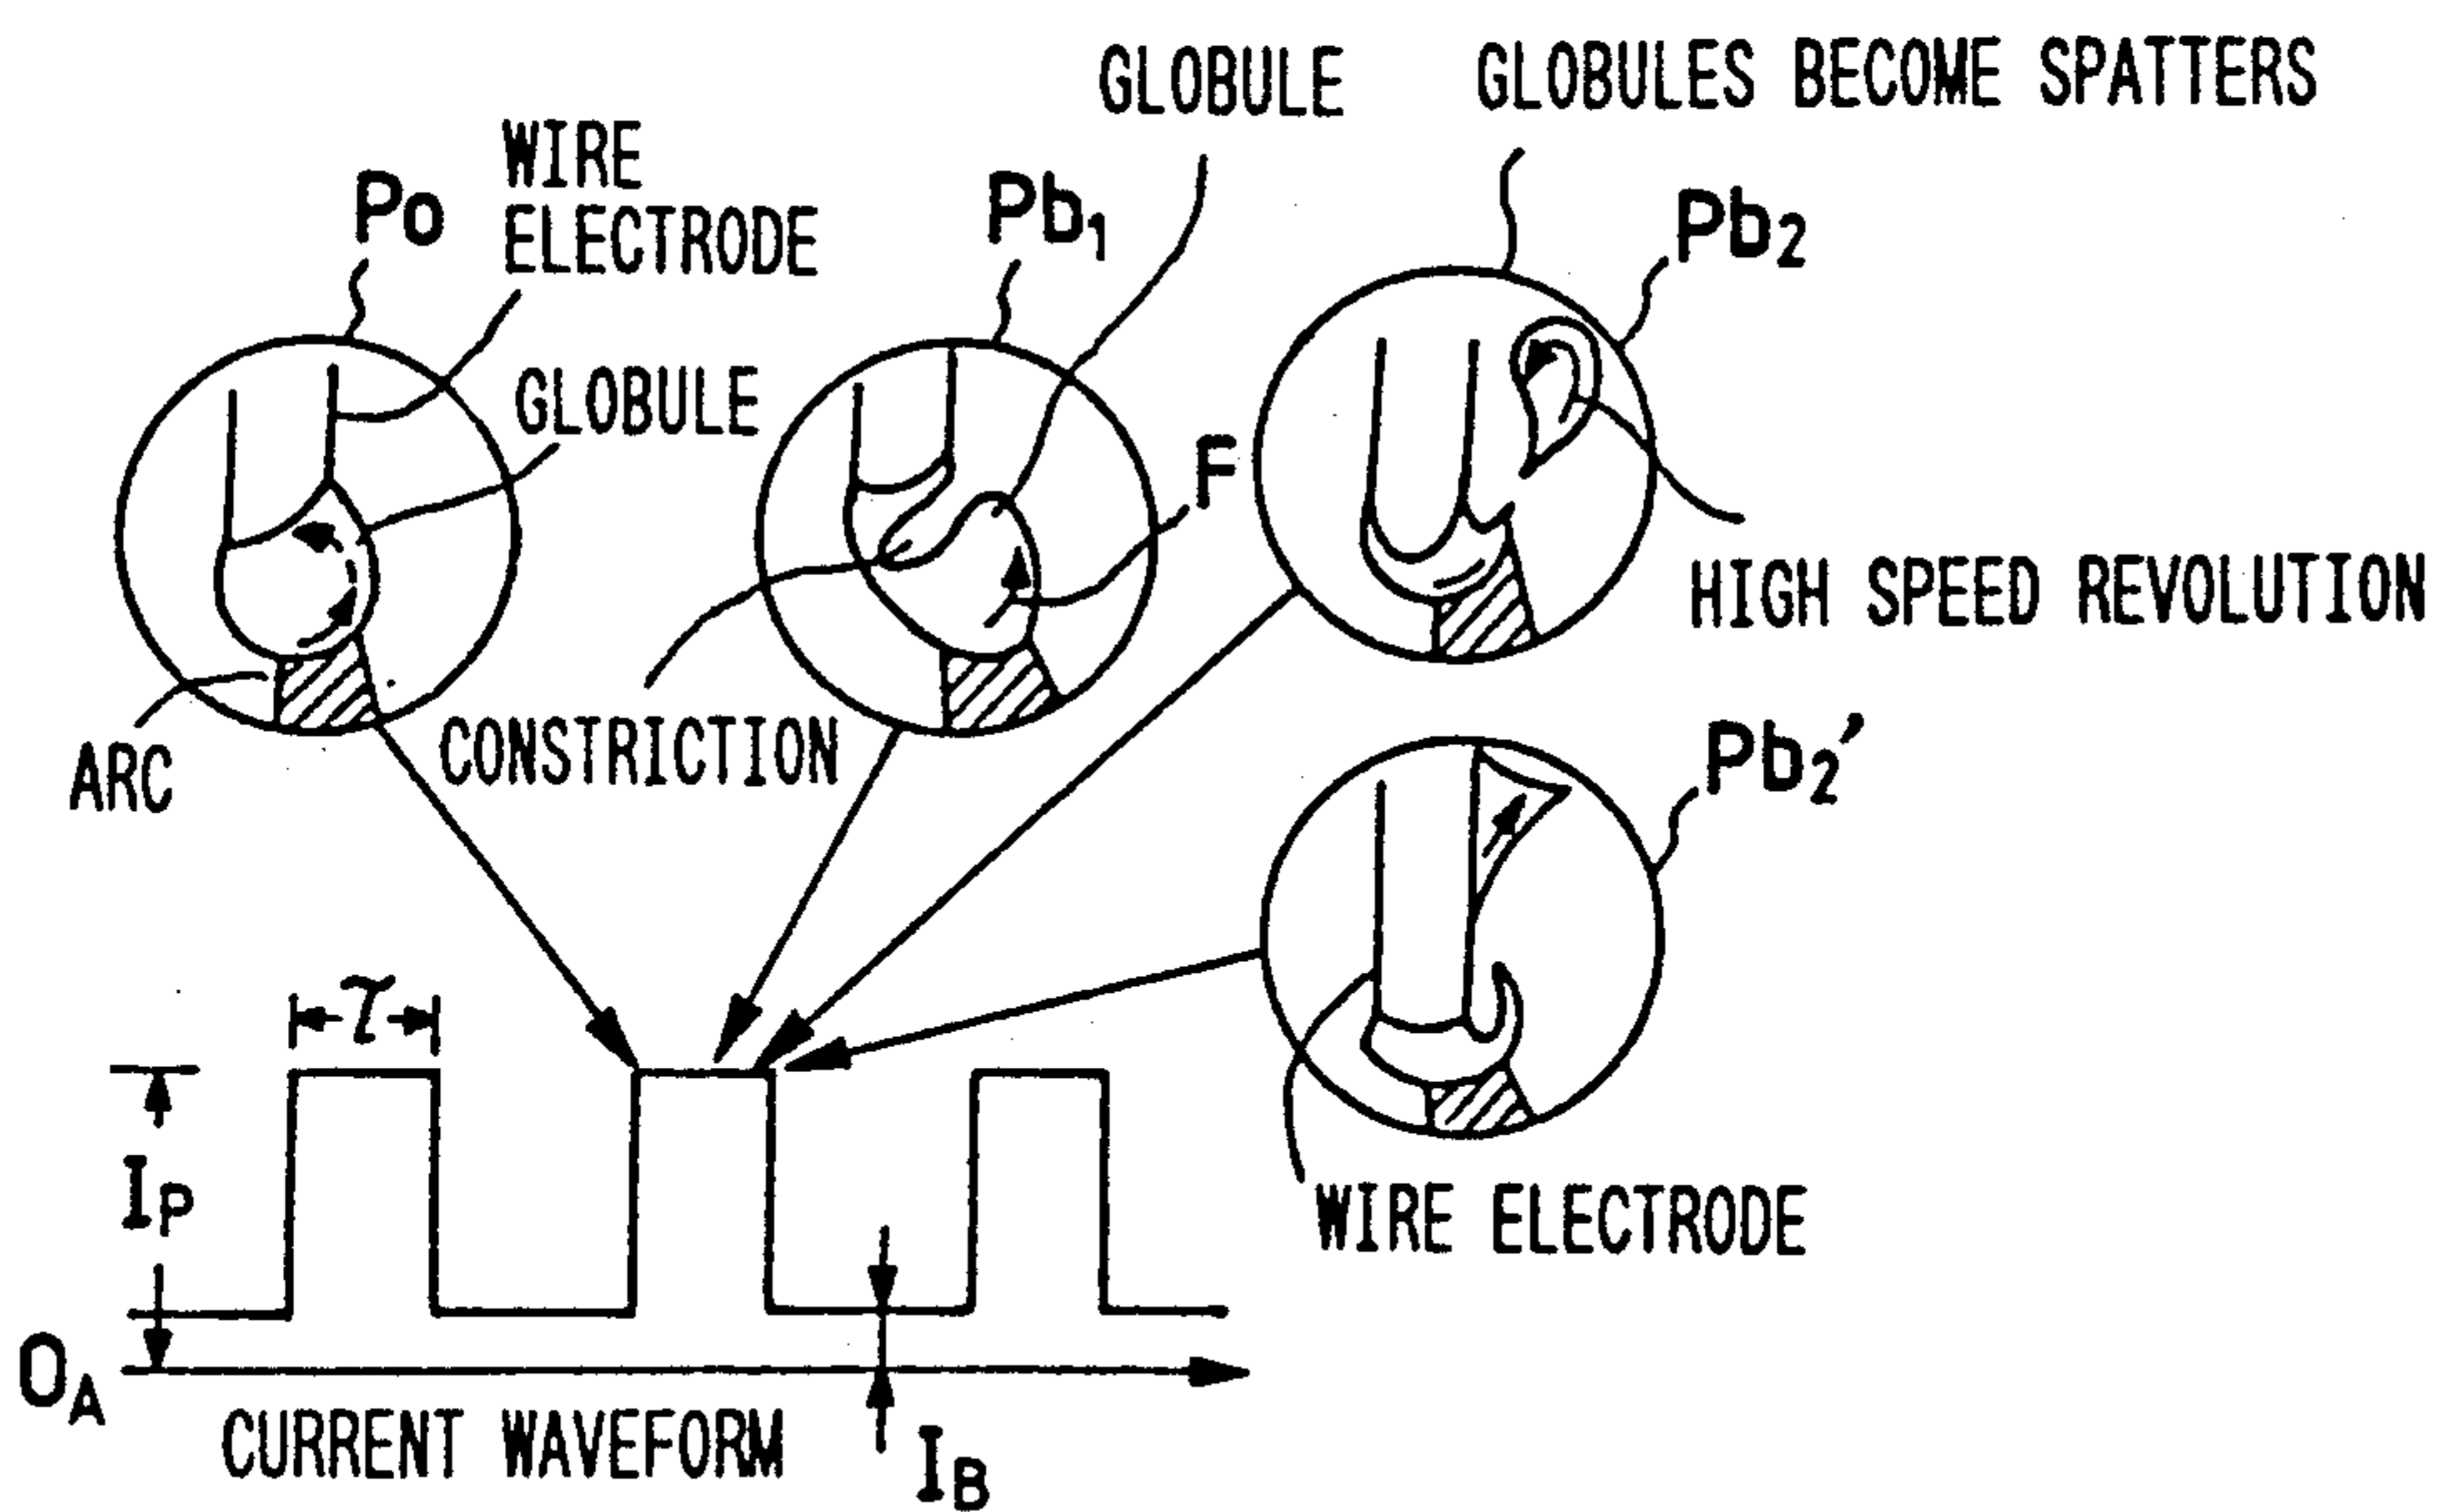 GLOBULE
GLOBULES BECOME SPATTERS
WIRE
ELECTRODE
Po
Pb1
Pb2
GLOBULE
F
HIGH SPEED REVOLUTION
ARC
CONSTRICTION
Pb2'
τ
IP
WIRE ELECTRODE
OA
CURRENT WAVEFORM
IB